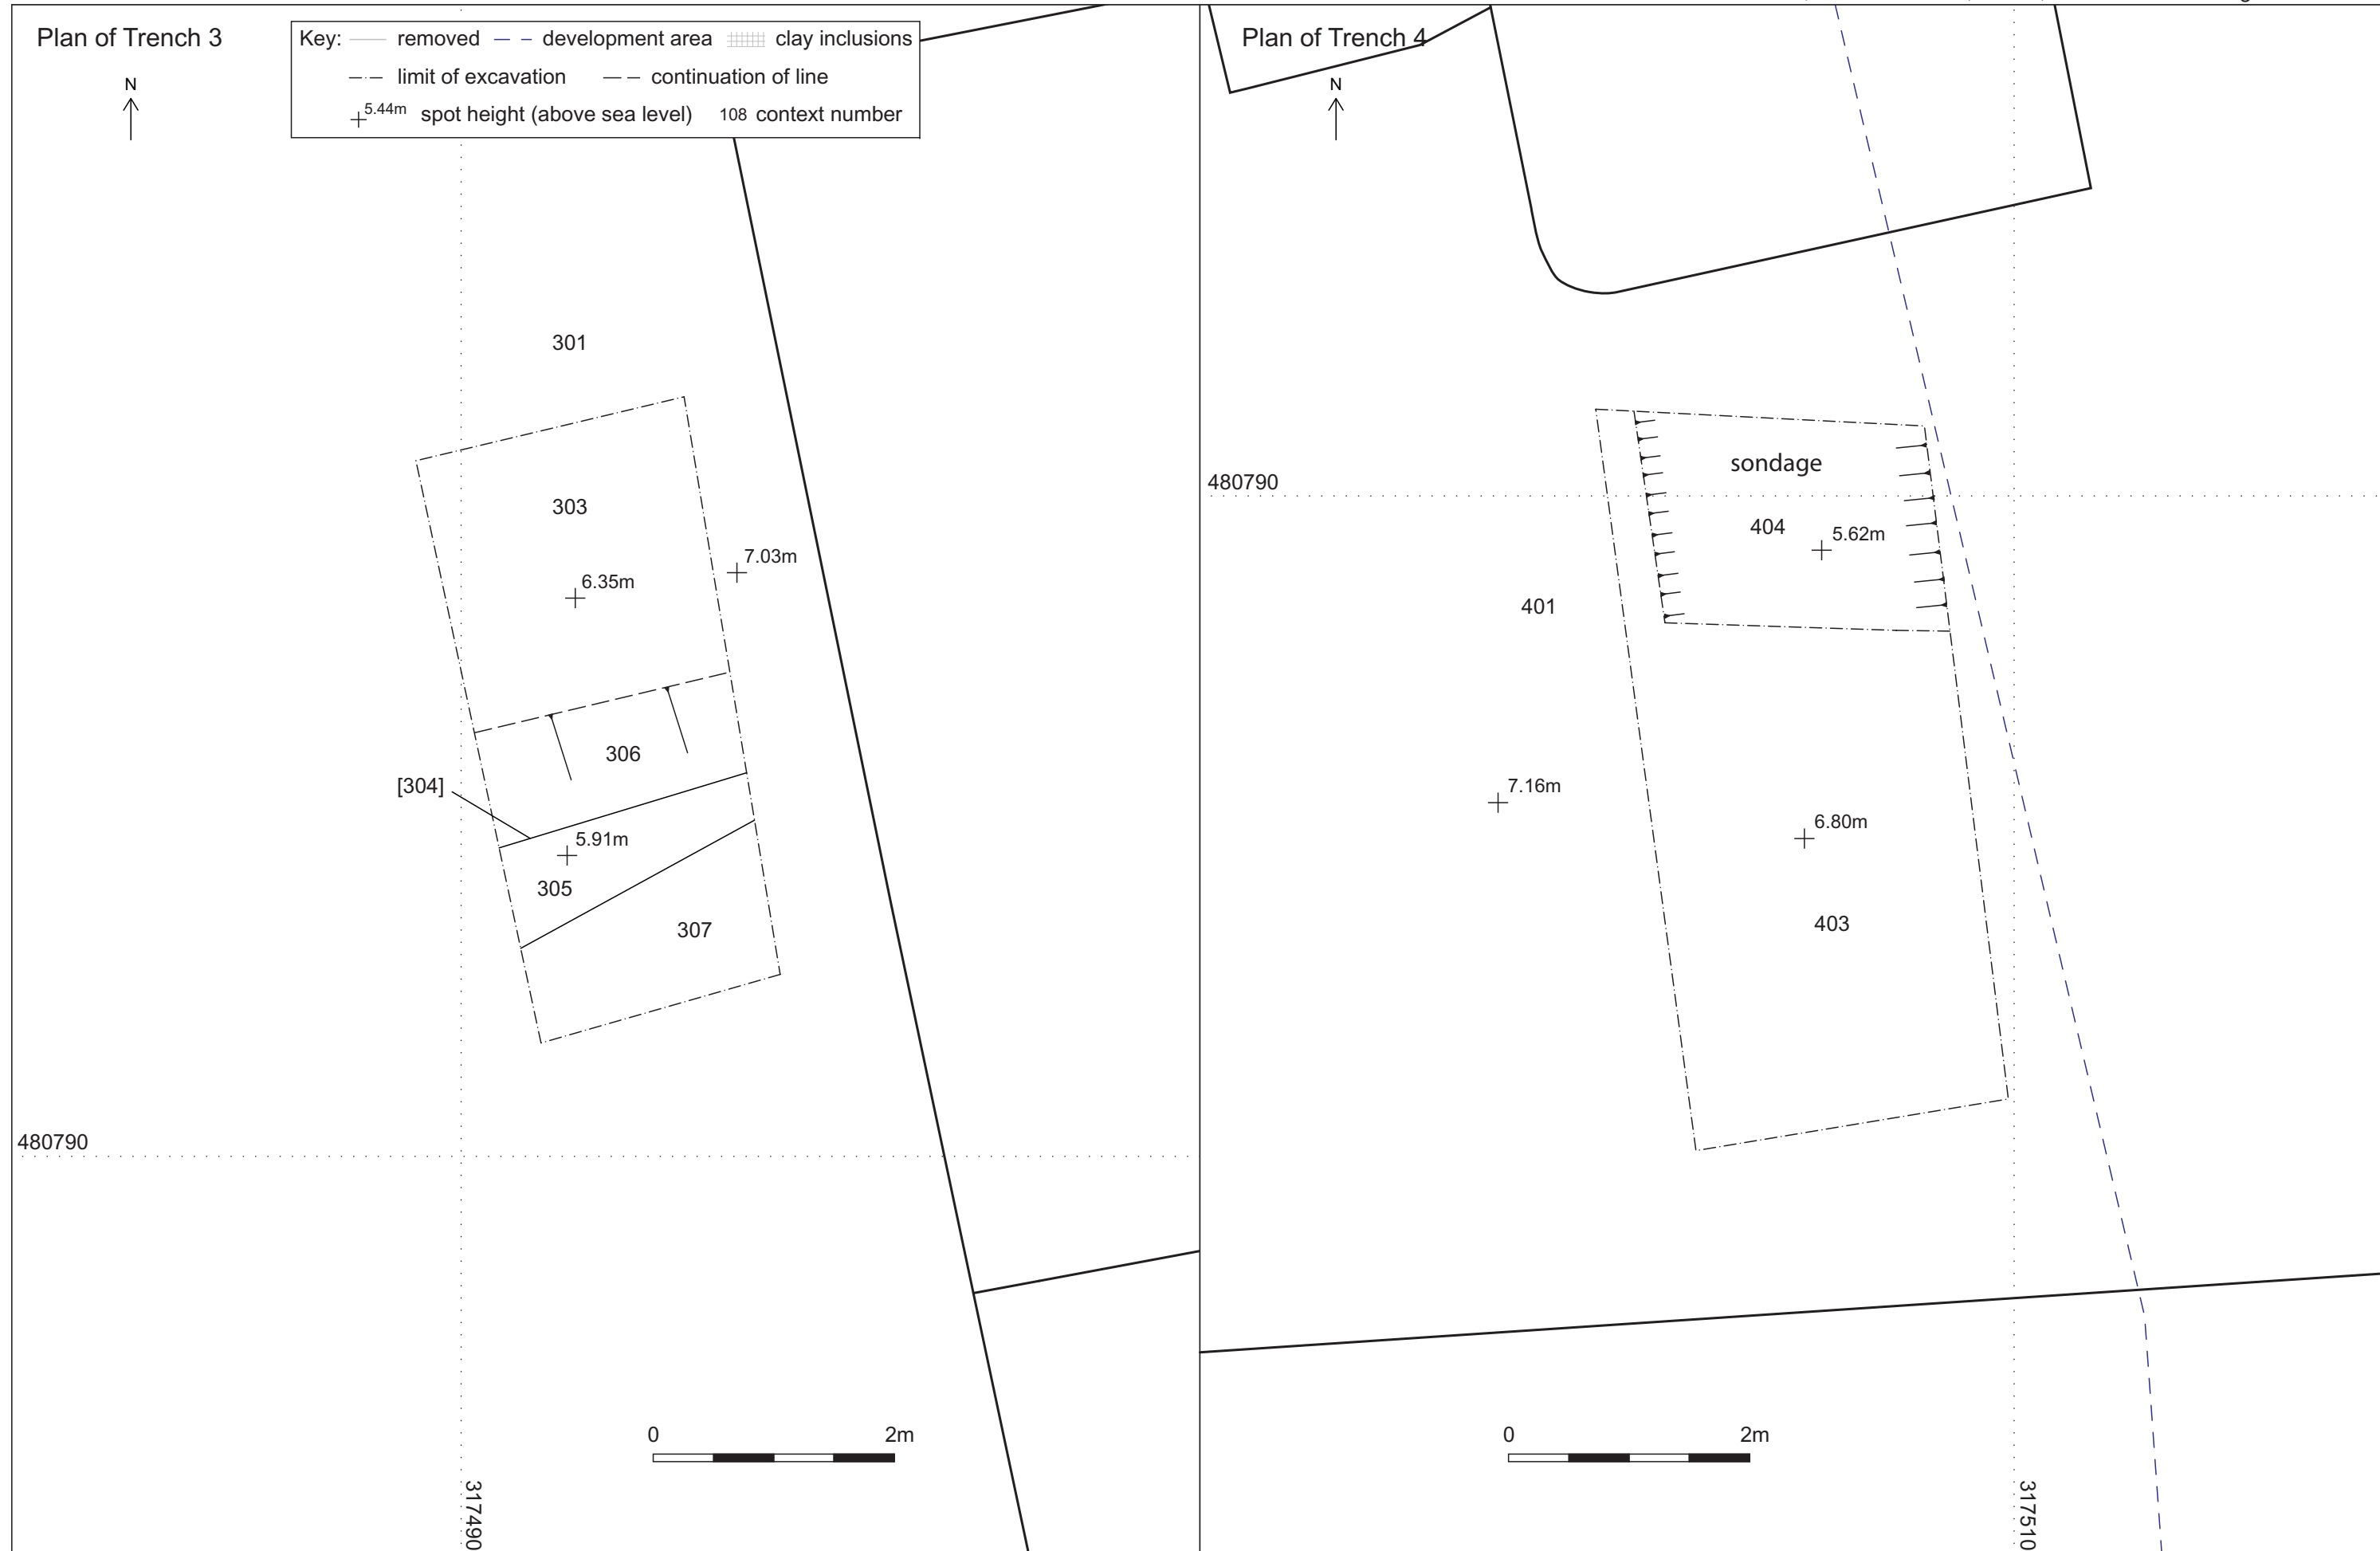 Plan of Trench 3
N
Key: removed development area clay inclusions
limit of excavation continuation of line
5.44m spot height (above sea level) 108 context number
301
303
7.03m
6.35m
306
[304]
5.91m
305
307
480790
0 2m
317490
Plan of Trench 4
N
sondage
480790
404 5.62m
401
7.16m
6.80m
403
0 2m
317510